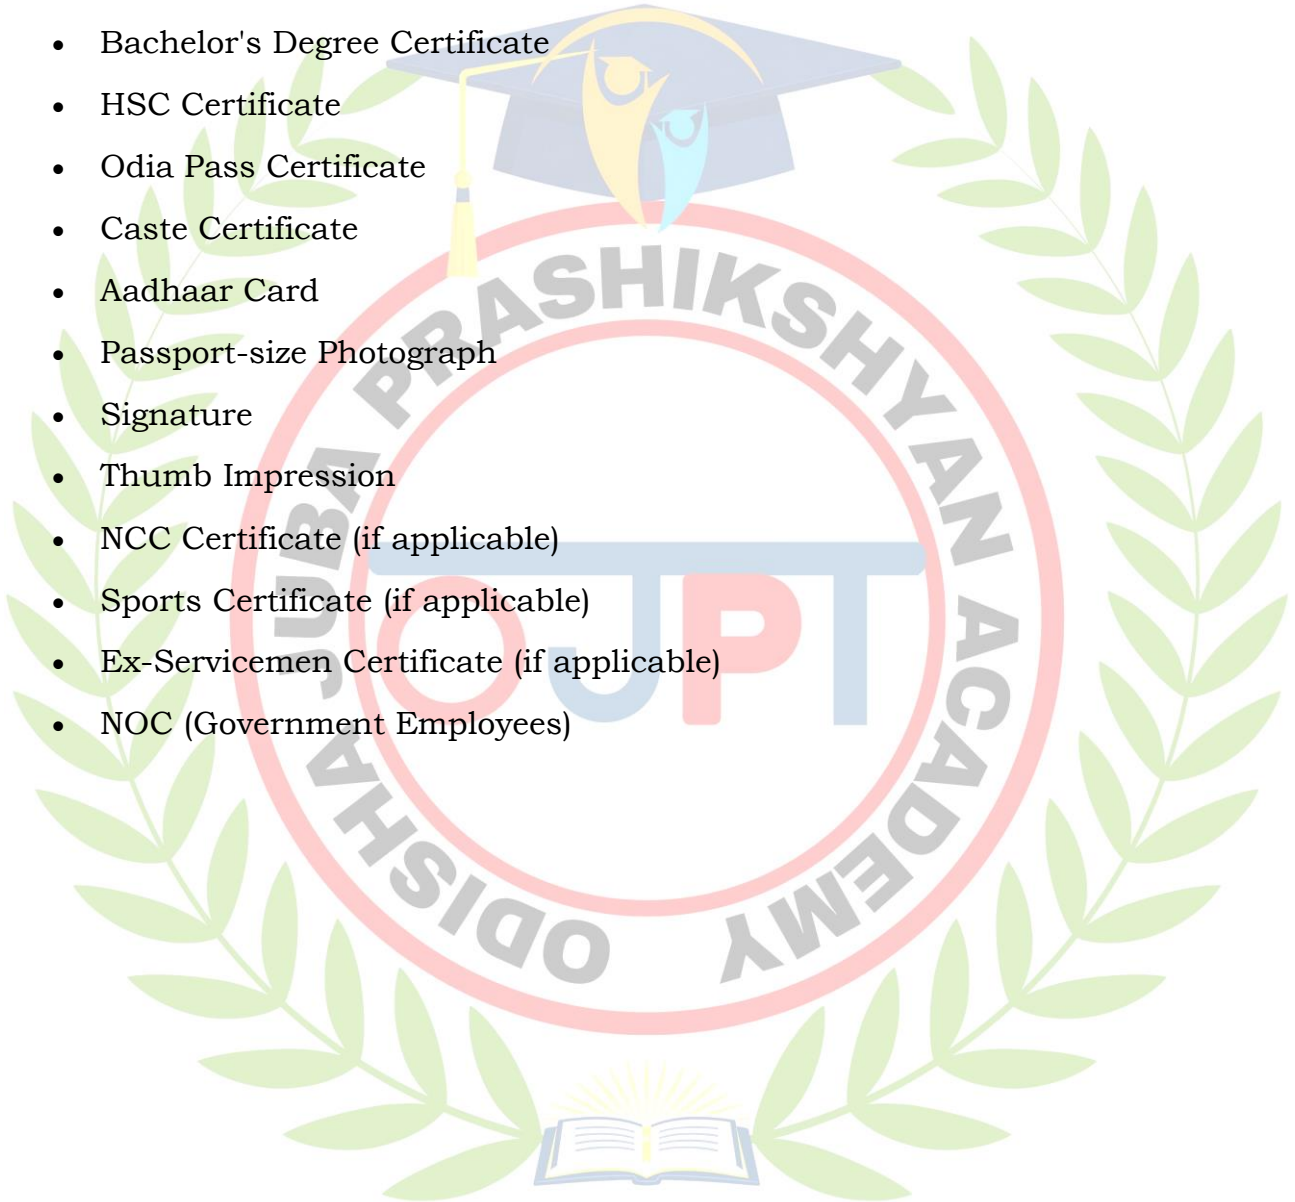 • Bachelor's Degree Certificate
• HSC Certificate
• Odia Pass Certificate
• Caste Certificate
• Aadhaar Card
• Passport-size Photograph
• Signature
• Thumb Impression
• NCC Certificate (if applicable)
• Sports Certificate (if applicable)
• Ex-Servicemen Certificate (if applicable)
• NOC (Government Employees)
ODISHA JUBA PRASHIKSHYAN ACADEMY
OJPT